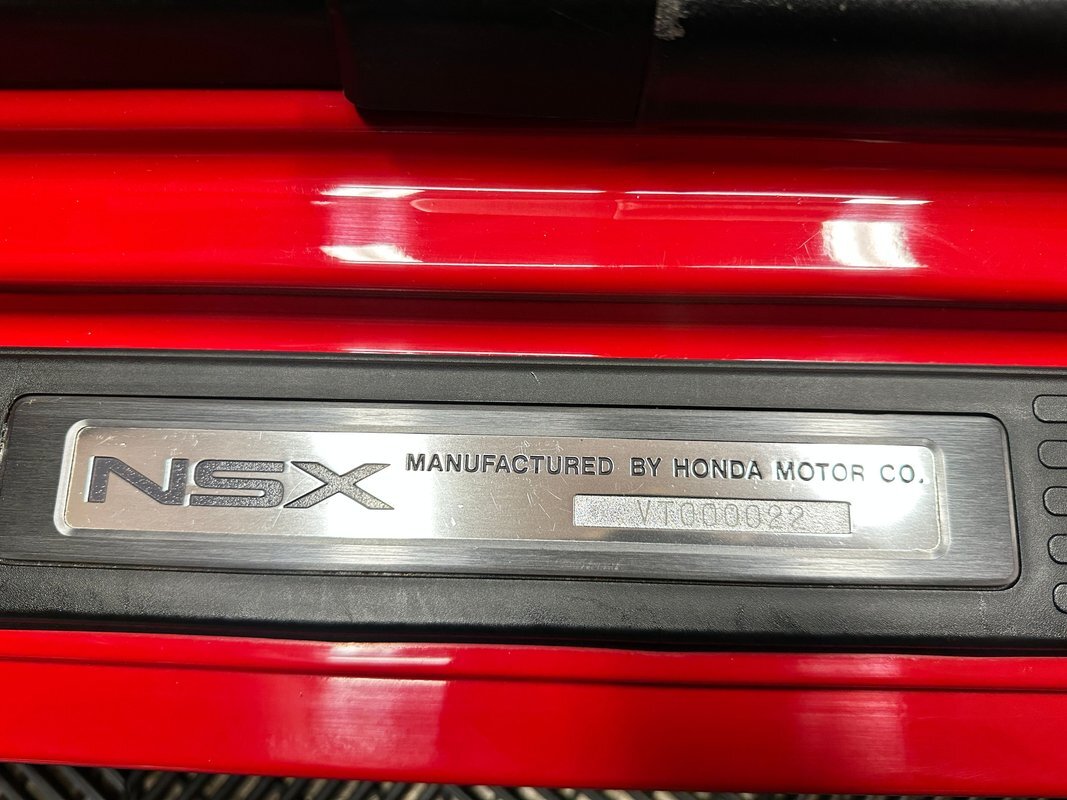 NSX
MANUFACTURED BY HONDA MOTOR CO.
VT000022